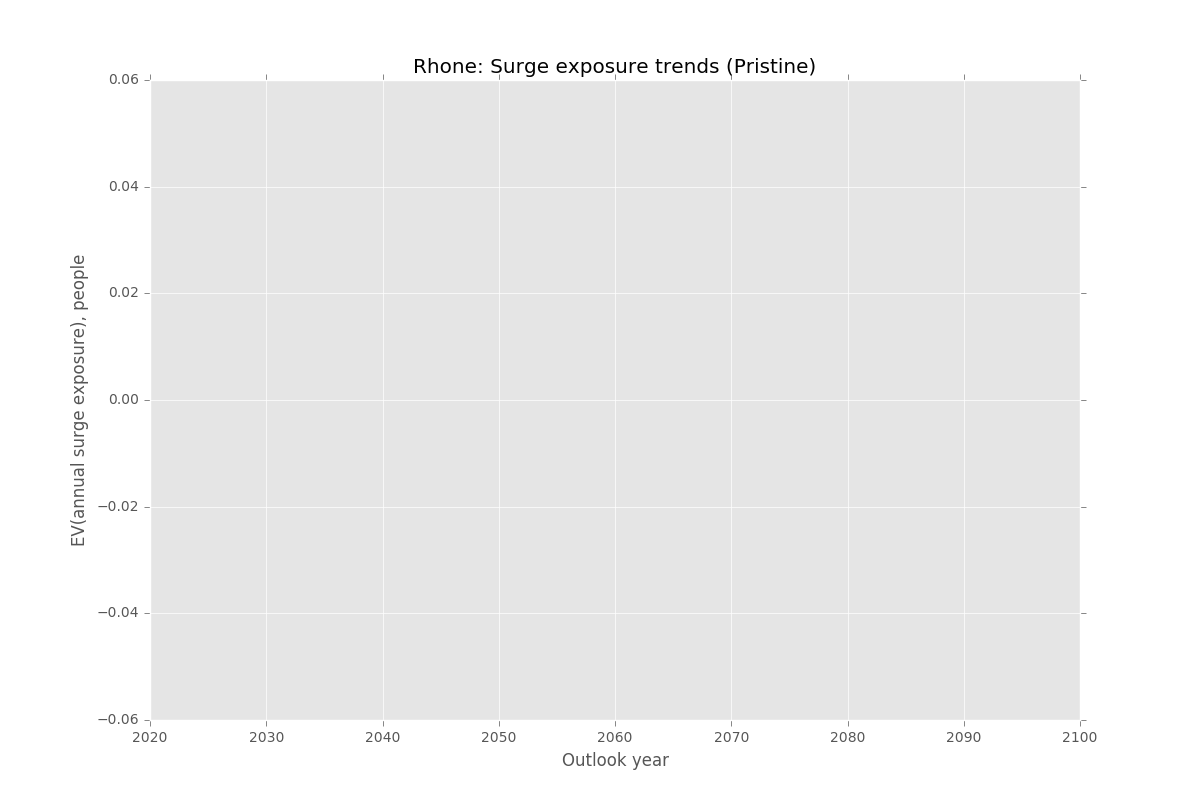 Rhone: Surge exposure trends (Pristine)
0.06
0.04
0.02
0.00
−0.02
−0.04
−0.06
EV(annual surge exposure), people
2020 2030 2040 2050 2060 2070 2080 2090 2100
Outlook year